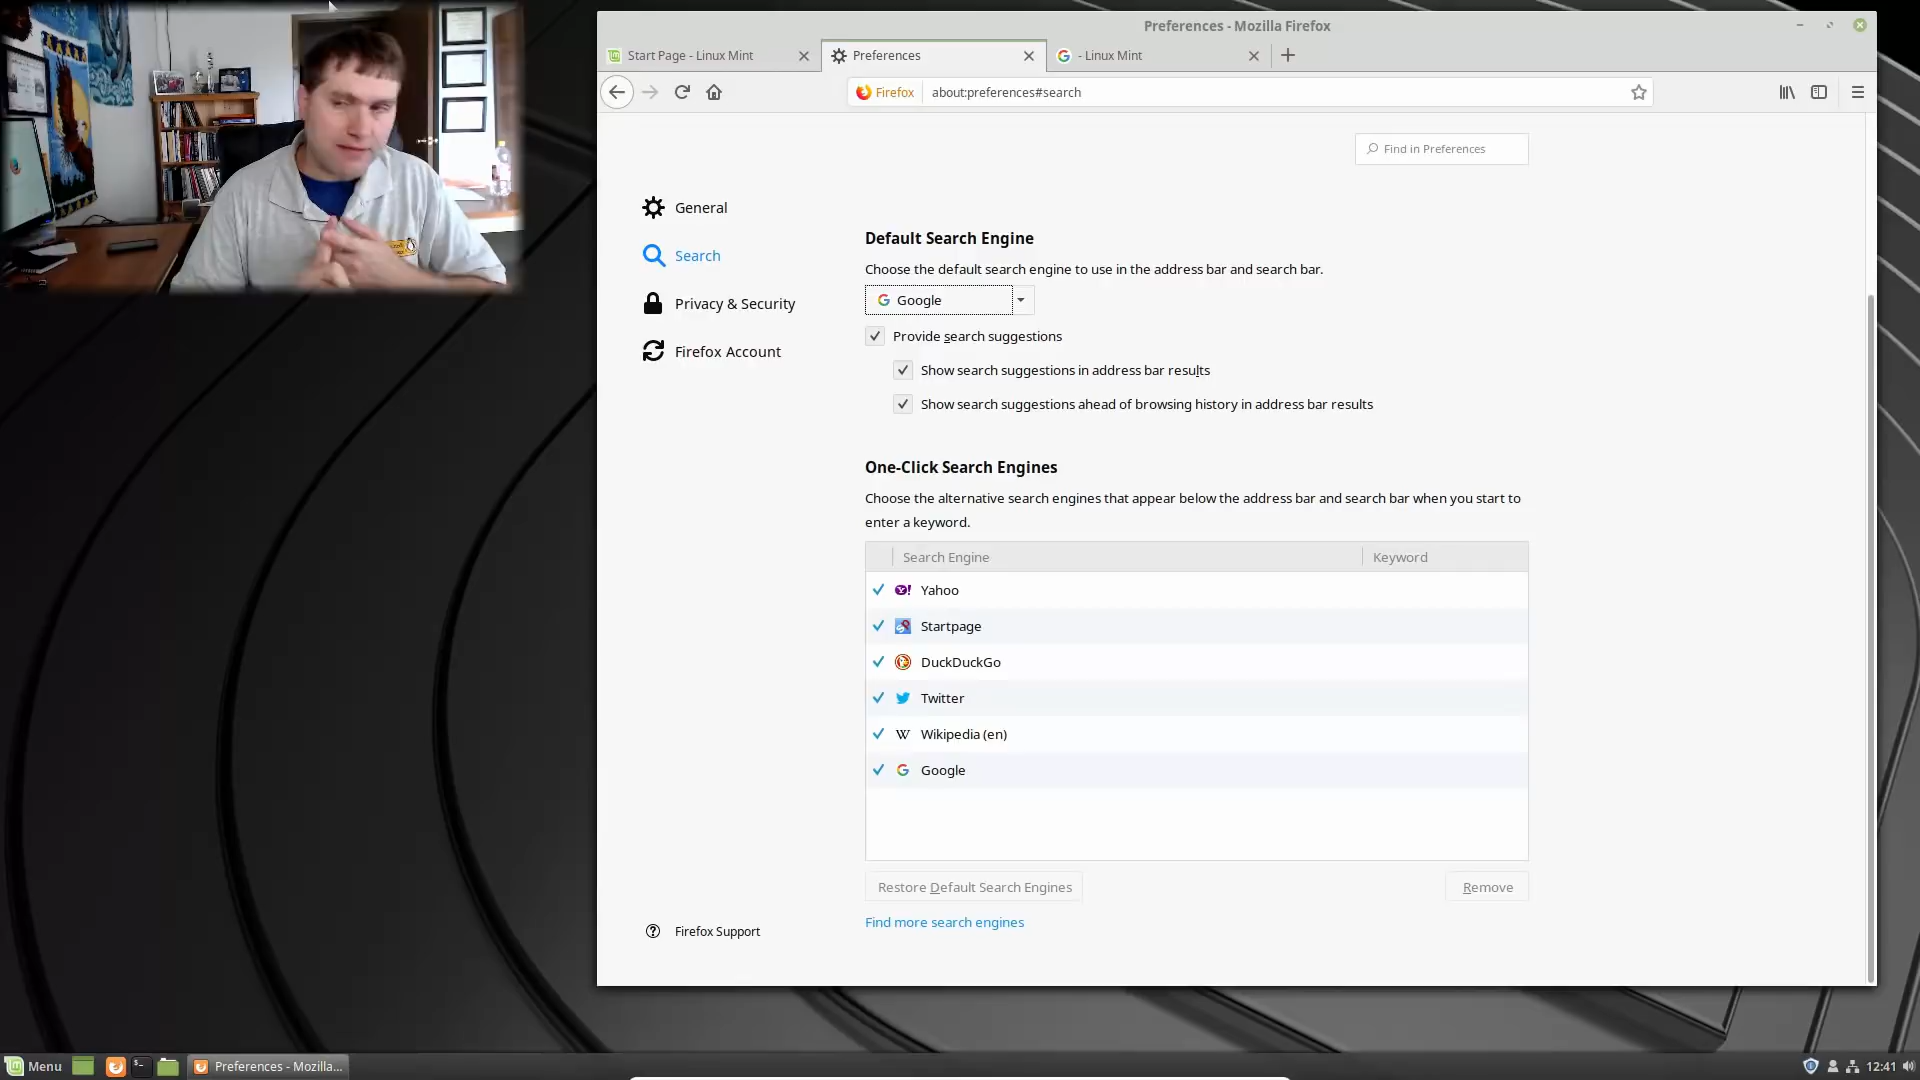 Preferences - Mozilla Firefox
Start Page - Linux Mint
Preferences
- Linux Mint
Firefox
about:preferences#search
Find in Preferences
General
Search
Privacy & Security
Firefox Account
Default Search Engine
Choose the default search engine to use in the address bar and search bar.
Google
Provide search suggestions
Show search suggestions in address bar results
Show search suggestions ahead of browsing history in address bar results
One-Click Search Engines
Choose the alternative search engines that appear below the address bar and search bar when you start to
enter a keyword.
Search Engine Keyword
Yahoo
Startpage
DuckDuckGo
Twitter
Wikipedia (en)
Google
Restore Default Search Engines
Remove
Find more search engines
Firefox Support
Menu
Preferences - Mozilla...
12:41